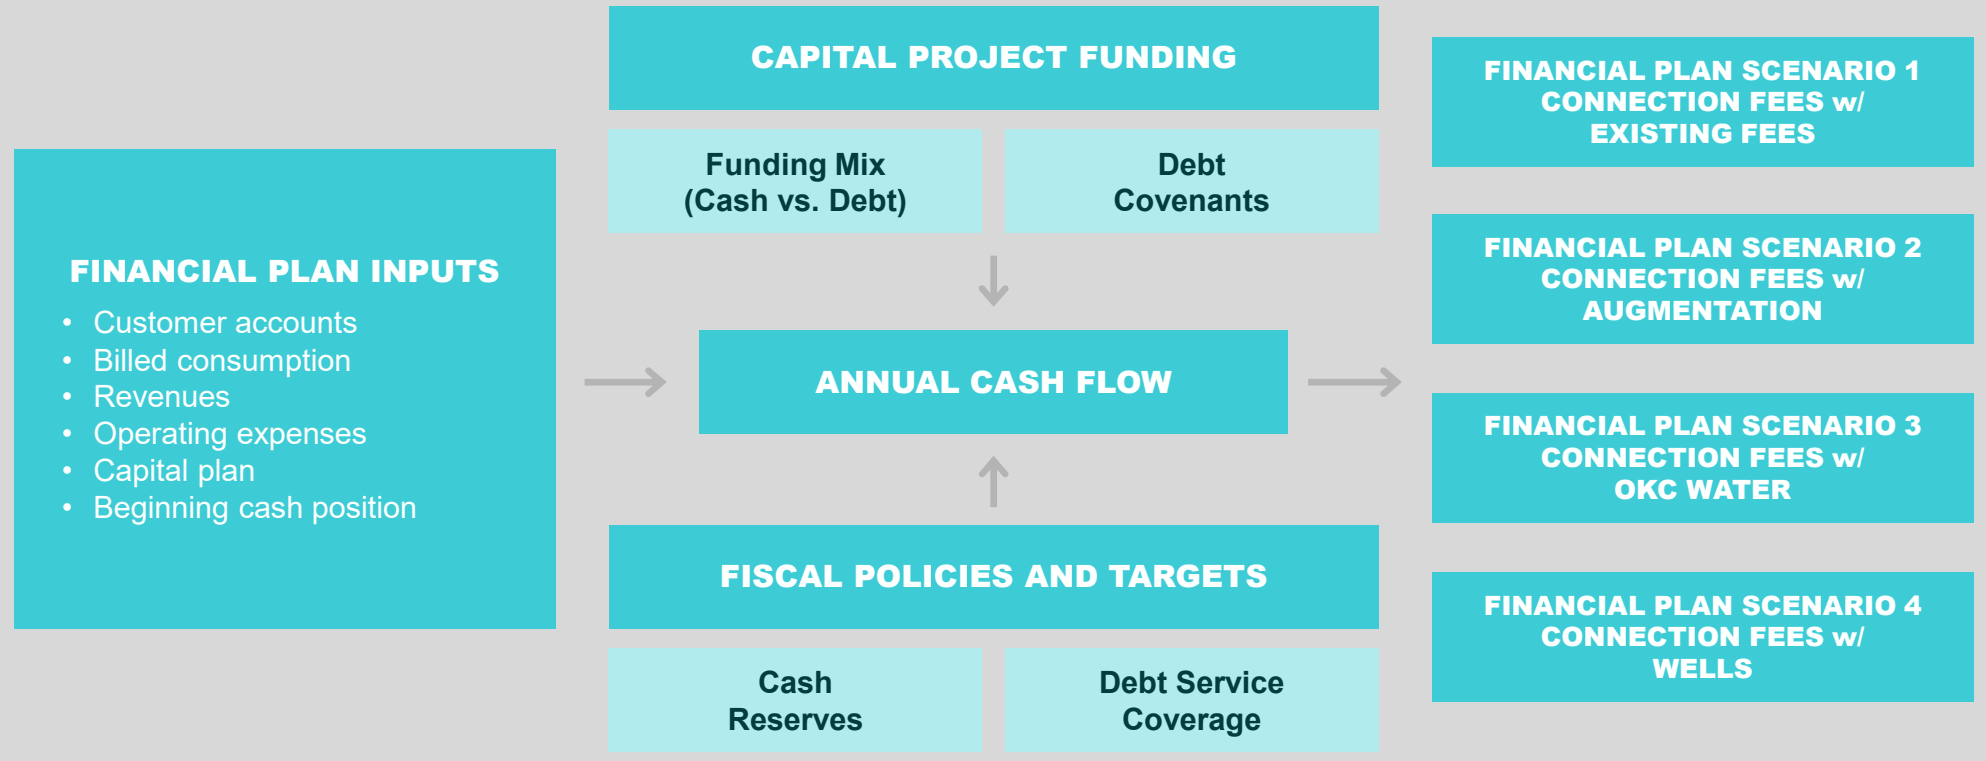 FINANCIAL PLAN INPUTS
• Customer accounts
• Billed consumption
• Revenues
• Operating expenses
• Capital plan
• Beginning cash position
CAPITAL PROJECT FUNDING
Funding Mix
(Cash vs. Debt)
Debt
Covenants
ANNUAL CASH FLOW
FISCAL POLICIES AND TARGETS
Cash
Reserves
Debt Service
Coverage
FINANCIAL PLAN SCENARIO 1
CONNECTION FEES w/
EXISTING FEES
FINANCIAL PLAN SCENARIO 2
CONNECTION FEES w/
AUGMENTATION
FINANCIAL PLAN SCENARIO 3
CONNECTION FEES w/
OKC WATER
FINANCIAL PLAN SCENARIO 4
CONNECTION FEES w/
WELLS